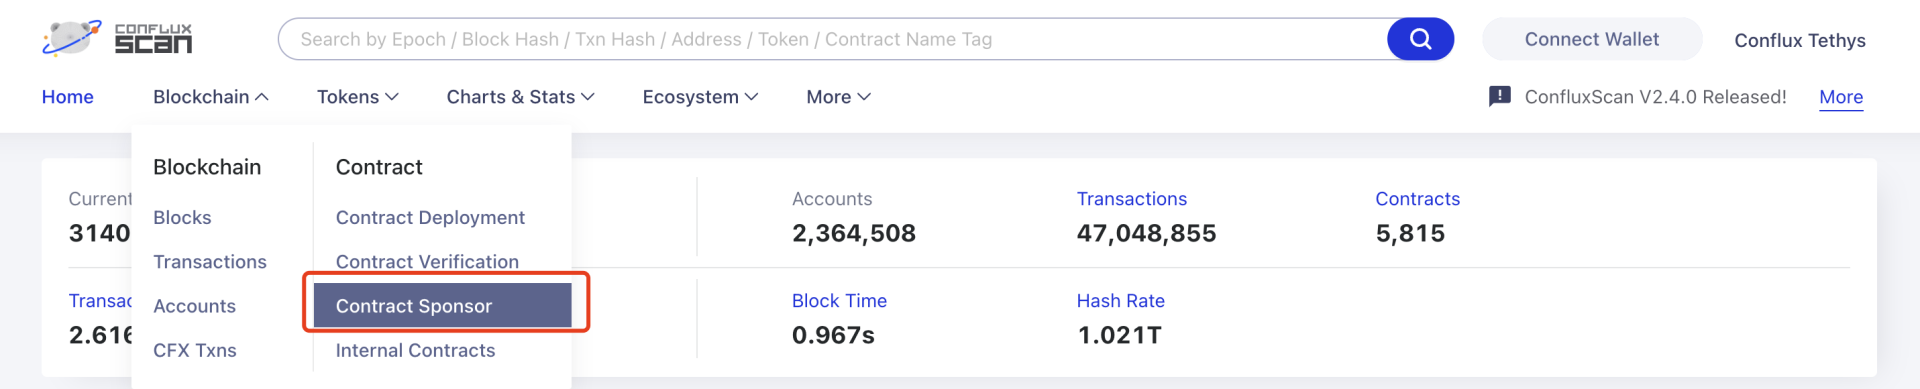 CONFLUX
SCAN
Search by Epoch / Block Hash / Txn Hash / Address / Token / Contract Name Tag
Connect Wallet
Conflux Tethys
Home
Blockchain
Tokens
Charts & Stats
Ecosystem
More
ConfluxScan V2.4.0 Released!
More
Blockchain
Blocks
Transactions
Accounts
CFX Txns
Contract
Contract Deployment
Contract Verification
Contract Sponsor
Internal Contracts
Current
3140
Accounts
2,364,508
Transactions
47,048,855
Contracts
5,815
Transac
2.616
Block Time
0.967s
Hash Rate
1.021T